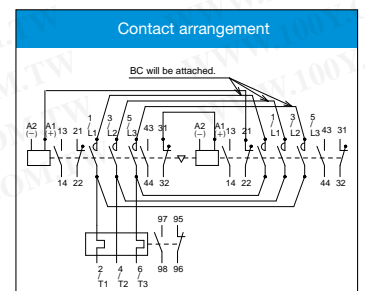 Contact arrangement
BC will be attached.
A2 A1 13 21 1 3 5 43 31 A2 A1 13 21 1 3 5 43 31
(−) (+) / / / (−) (+) / / /
L1 L2 L3 L1 L2 L3
14 22 44 32 14 22 44 32
97 95
98 96
2 4 6
/ / /
T1 T2 T3
WWW.100Y.